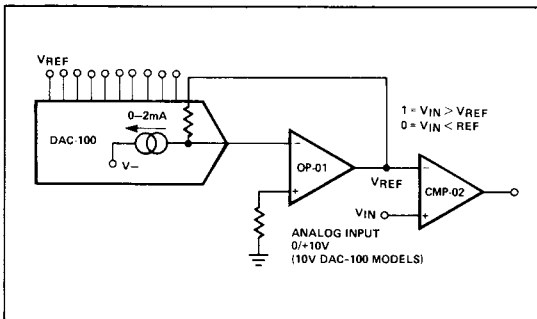 VREF
0–2mA
DAC-100
V–
–
+
OP-01
VREF
1 = VIN > VREF
0 = VIN < REF
–
+
CMP-02
VIN
ANALOG INPUT
0/+10V
(10V DAC-100 MODELS)